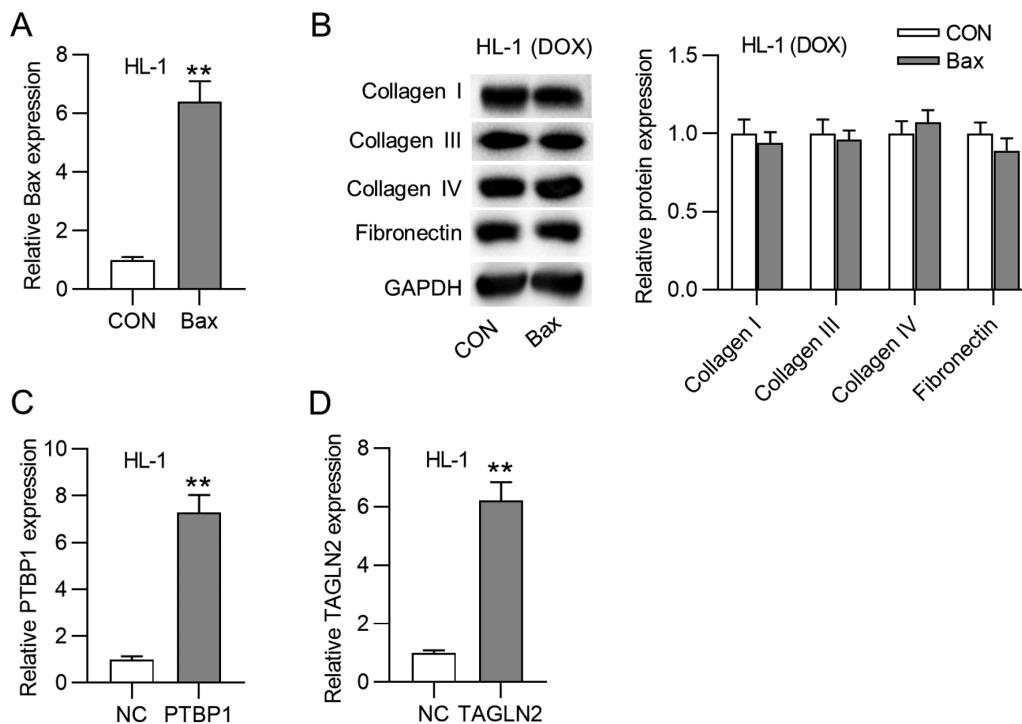 A
Relative Bax expression
8
6
4
2
0
HL-1
**
CON
Bax
B
HL-1 (DOX)
Collagen I
Collagen III
Collagen IV
Fibronectin
GAPDH
CON
Bax
HL-1 (DOX)
CON
Bax
Relative protein expression
1.5
1.0
0.5
0.0
Collagen I
Collagen III
Collagen IV
Fibronectin
C
Relative PTBP1 expression
10
8
6
4
2
0
HL-1
**
NC
PTBP1
D
Relative TAGLN2 expression
8
6
4
2
0
HL-1
**
NC
TAGLN2